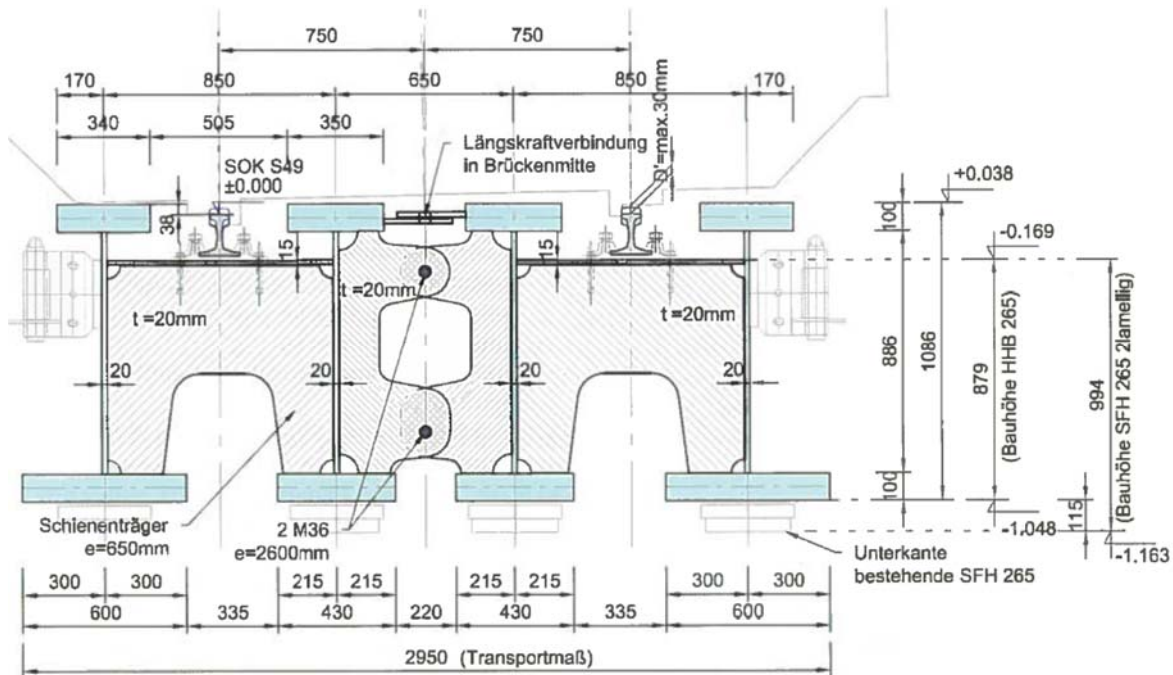 750 750
170 850 650 850 170
340 505 350
Längskraftverbindung
in Brückenmitte
□'=max.30mm
SOK S49
±0.000
38
15
15
+0.038
-0.169
100
t =20mm
t =20mm
t =20mm
20
20
20
20
886
1086
879
(Bauhöhe HHB 265)
994
(Bauhöhe SFH 265 2lamellig)
100
115
-1,048
-1,163
Schienenträger
e=650mm
2 M36
e=2600mm
Unterkante
bestehende SFH 265
300 300 215 215 215 215 300 300
600 335 430 220 430 335 600
2950 (Transportmaß)